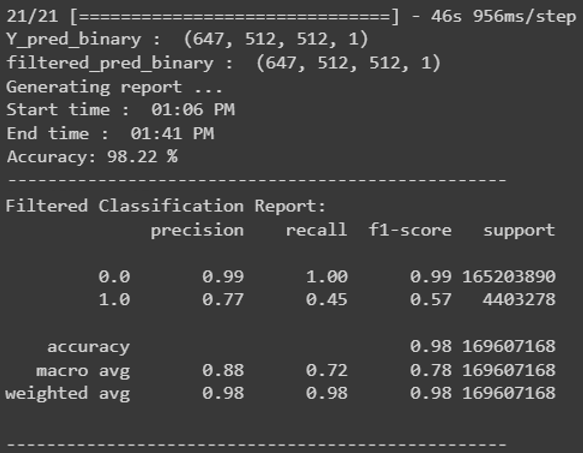 21/21 [==============================] - 46s 956ms/step
Y_pred_binary :  (647, 512, 512, 1)
filtered_pred_binary :  (647, 512, 512, 1)
Generating report ...
Start time :  01:06 PM
End time :  01:41 PM
Accuracy: 98.22 %
--------------------------------------------------
Filtered Classification Report:
              precision    recall  f1-score   support

         0.0       0.99      1.00      0.99 165203890
         1.0       0.77      0.45      0.57   4403278

    accuracy                           0.98 169607168
   macro avg       0.88      0.72      0.78 169607168
weighted avg       0.98      0.98      0.98 169607168

--------------------------------------------------